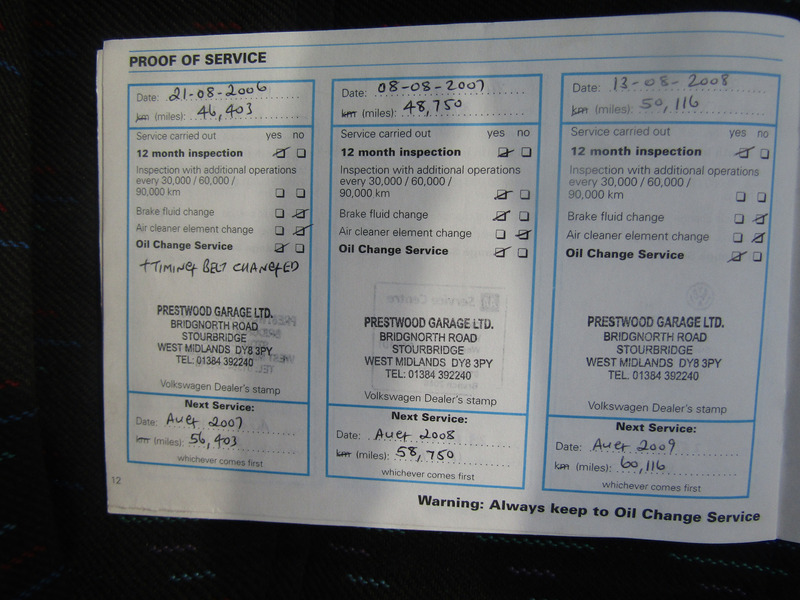 PROOF OF SERVICE
Date: 21-08-2006
km (miles): 46,403
Service carried out yes no
12 month inspection
Inspection with additional operations
every 30,000 / 60,000 /
90,000 km
Brake fluid change
Air cleaner element change
Oil Change Service
+TIMING BELT CHANGED
PRESTWOOD GARAGE LTD.
BRIDGNORTH ROAD
STOURBRIDGE
WEST MIDLANDS DY8 3PY
TEL: 01384 392240
Volkswagen Dealer's stamp
Next Service:
Date: Aug 2007
km (miles): 56,403
whichever comes first
12
Date: 08-08-2007
km (miles): 48,750
Service carried out yes no
12 month inspection
Inspection with additional operations
every 30,000 / 60,000 /
90,000 km
Brake fluid change
Air cleaner element change
Oil Change Service
PRESTWOOD GARAGE LTD.
BRIDGNORTH ROAD
STOURBRIDGE
WEST MIDLANDS DY8 3PY
TEL: 01384 392240
Volkswagen Dealer's stamp
Next Service:
Date: Aug 2008
km (miles): 58,750
whichever comes first
Date: 13-08-2008
km (miles): 50,116
Service carried out yes no
12 month inspection
Inspection with additional operations
every 30,000 / 60,000 /
90,000 km
Brake fluid change
Air cleaner element change
Oil Change Service
PRESTWOOD GARAGE LTD.
BRIDGNORTH ROAD
STOURBRIDGE
WEST MIDLANDS DY8 3PY
TEL. 01384 392240
Volkswagen Dealer's stamp
Next Service:
Date: Aug 2009
km (miles): 60,116
whichever comes first
Warning: Always keep to Oil Change Service